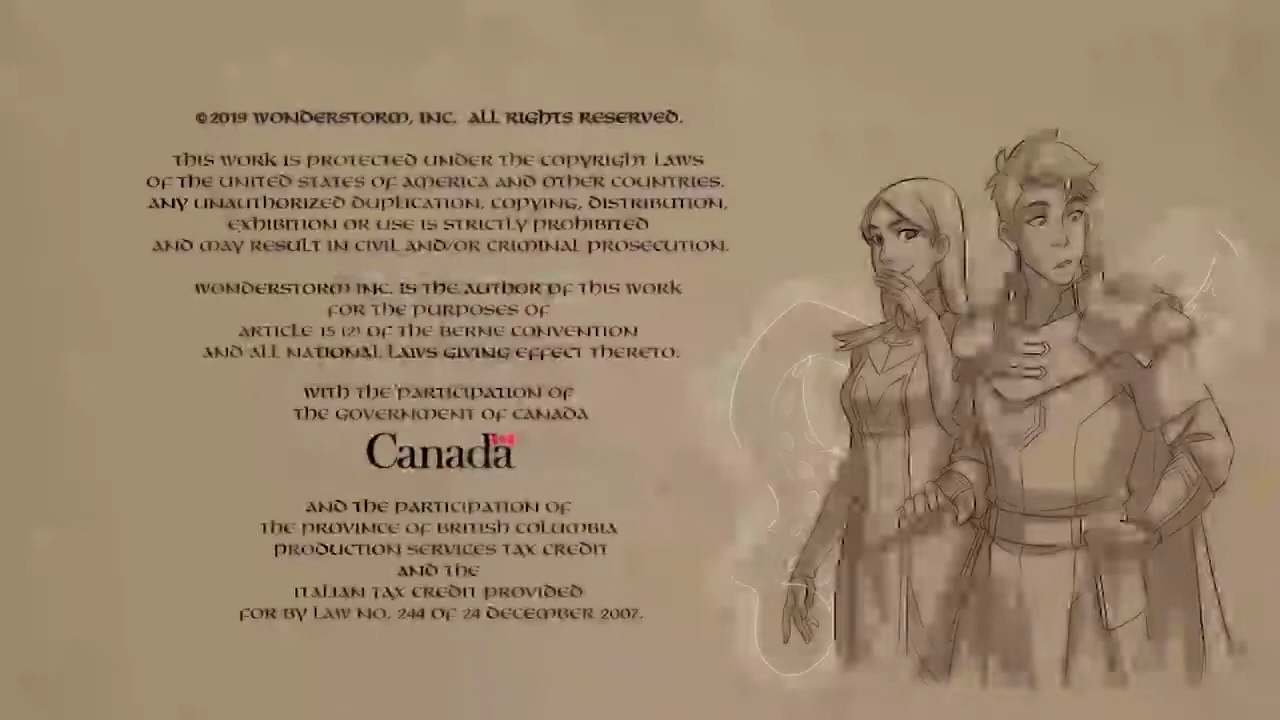 ©2019 WONDERSTORM, INC. ALL RIGHTS RESERVED.
THIS WORK IS PROTECTED UNDER THE COPYRIGHT LAWS
OF THE UNITED STATES OF AMERICA AND OTHER COUNTRIES.
ANY UNAUTHORIZED DUPLICATION, COPYING, DISTRIBUTION,
EXHIBITION OR USE IS STRICTLY PROHIBITED
AND MAY RESULT IN CIVIL AND/OR CRIMINAL PROSECUTION.
WONDERSTORM INC. IS THE AUTHOR OF THIS WORK
FOR THE PURPOSES OF
ARTICLE 15 (2) OF THE BERNE CONVENTION
AND ALL NATIONAL LAWS GIVING EFFECT THERETO.
WITH THE PARTICIPATION OF
THE GOVERNMENT OF CANADA
Canada
AND THE PARTICIPATION OF
THE PROVINCE OF BRITISH COLUMBIA
PRODUCTION SERVICES TAX CREDIT
AND THE
ITALIAN TAX CREDIT PROVIDED
FOR BY LAW NO. 244 OF 24 DECEMBER 2007.